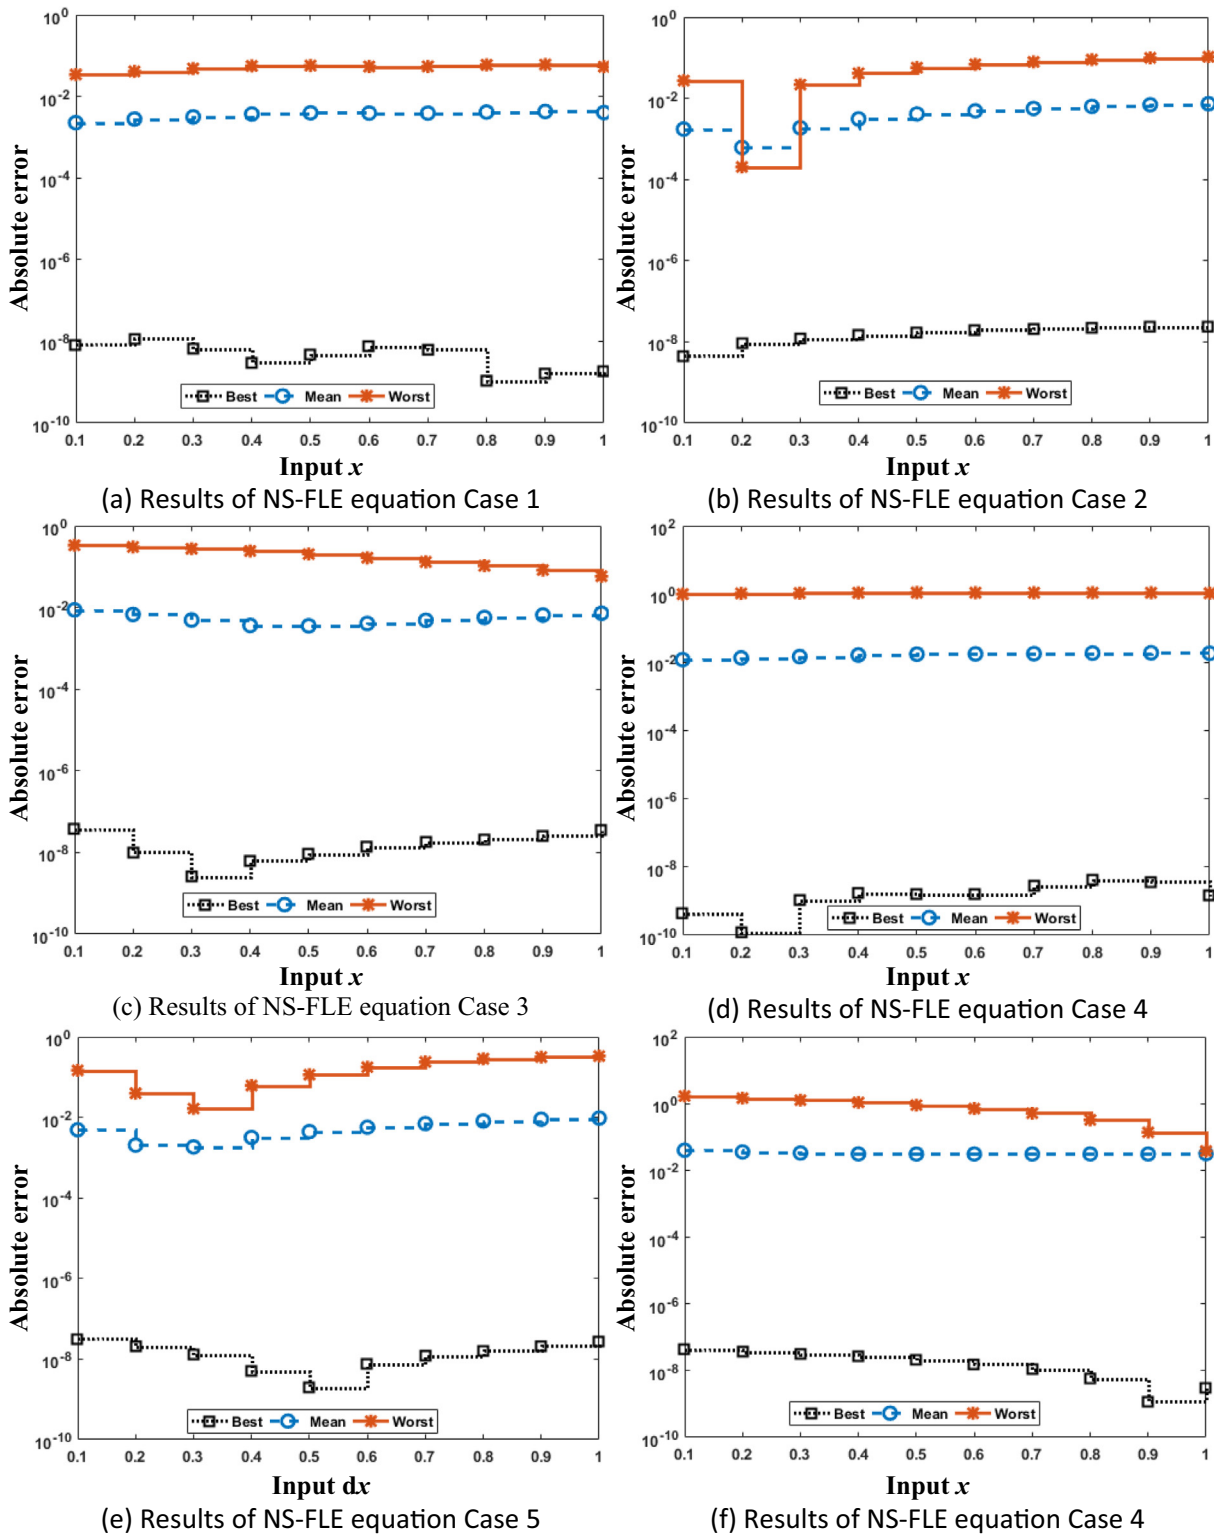 10^0
10^-2
10^-4
10^-6
10^-8
10^-10
Absolute error
Best Mean Worst
0.1 0.2 0.3 0.4 0.5 0.6 0.7 0.8 0.9 1
Input x
(a) Results of NS-FLE equation Case 1
10^0
10^-2
10^-4
10^-6
10^-8
10^-10
Absolute error
Best Mean Worst
0.1 0.2 0.3 0.4 0.5 0.6 0.7 0.8 0.9 1
Input x
(b) Results of NS-FLE equation Case 2
10^0
10^-2
10^-4
10^-6
10^-8
10^-10
Absolute error
Best Mean Worst
0.1 0.2 0.3 0.4 0.5 0.6 0.7 0.8 0.9 1
Input x
(c) Results of NS-FLE equation Case 3
10^2
10^0
10^-2
10^-4
10^-6
10^-8
10^-10
Absolute error
Best Mean Worst
0.1 0.2 0.3 0.4 0.5 0.6 0.7 0.8 0.9 1
Input x
(d) Results of NS-FLE equation Case 4
10^0
10^-2
10^-4
10^-6
10^-8
10^-10
Absolute error
Best Mean Worst
0.1 0.2 0.3 0.4 0.5 0.6 0.7 0.8 0.9 1
Input dx
(e) Results of NS-FLE equation Case 5
10^2
10^0
10^-2
10^-4
10^-6
10^-8
10^-10
Absolute error
Best Mean Worst
0.1 0.2 0.3 0.4 0.5 0.6 0.7 0.8 0.9 1
Input x
(f) Results of NS-FLE equation Case 4